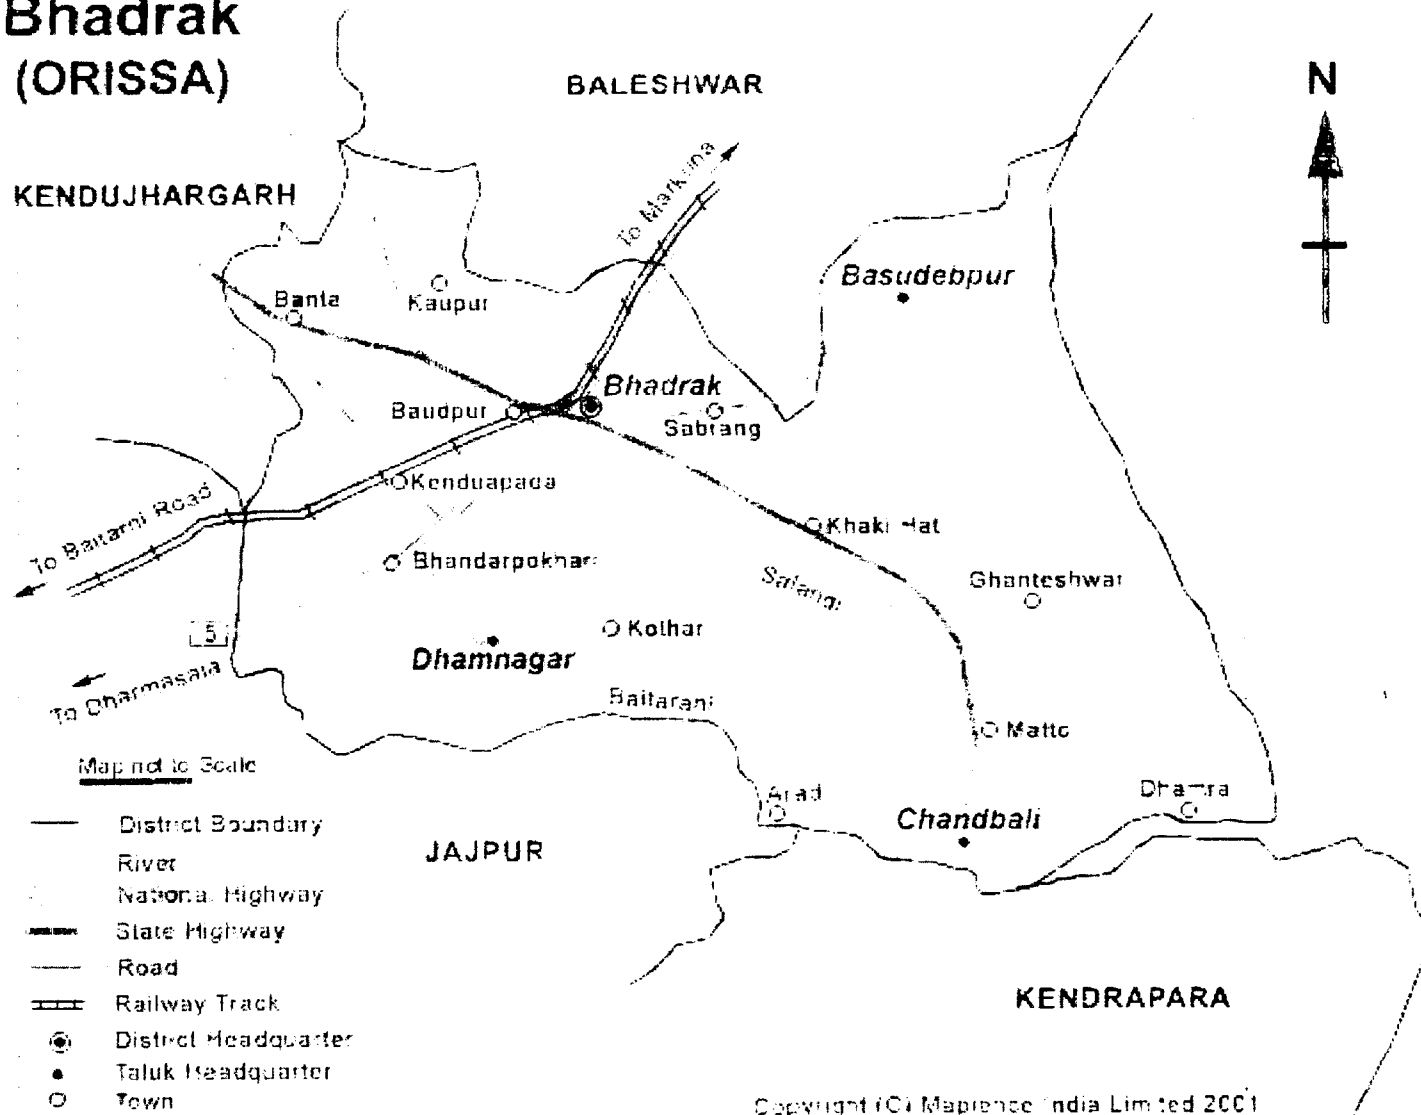 Bhadrak
(ORISSA)
BALESHWAR
N
KENDUJHARGARH
To Markona
Basudebpur
Banta
Kaupur
Bhadrak
Baudpur
Sabrang
Kenduapada
To Baitarni Road
Khaki Hat
Bhandarpokhari
Salandi
Ghanteshwar
5
Kolhar
Dhamnagar
To Dharmasala
Baitarani
Matto
Map not to Scale
Arad
Dhamra
Chandbali
District Boundary
JAJPUR
River
National Highway
State Highway
Road
KENDRAPARA
Railway Track
District Headquarter
Taluk Headquarter
Town
Copyright (C) Mapience India Limited 2001